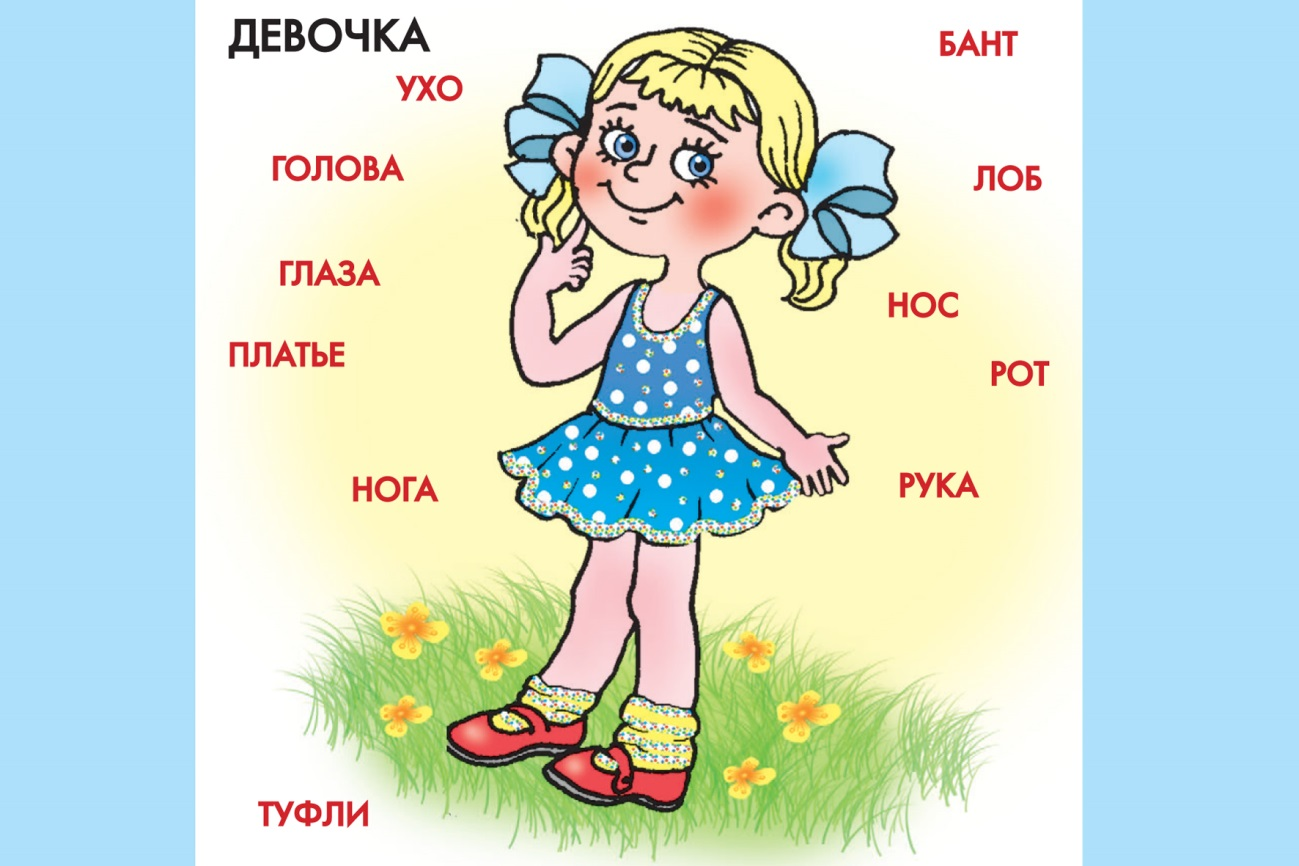 ДЕВОЧКА
БАНТ
УХО
ГОЛОВА
ЛОБ
ГЛАЗА
НОС
ПЛАТЬЕ
РОТ
НОГА
РУКА
ТУФЛИ